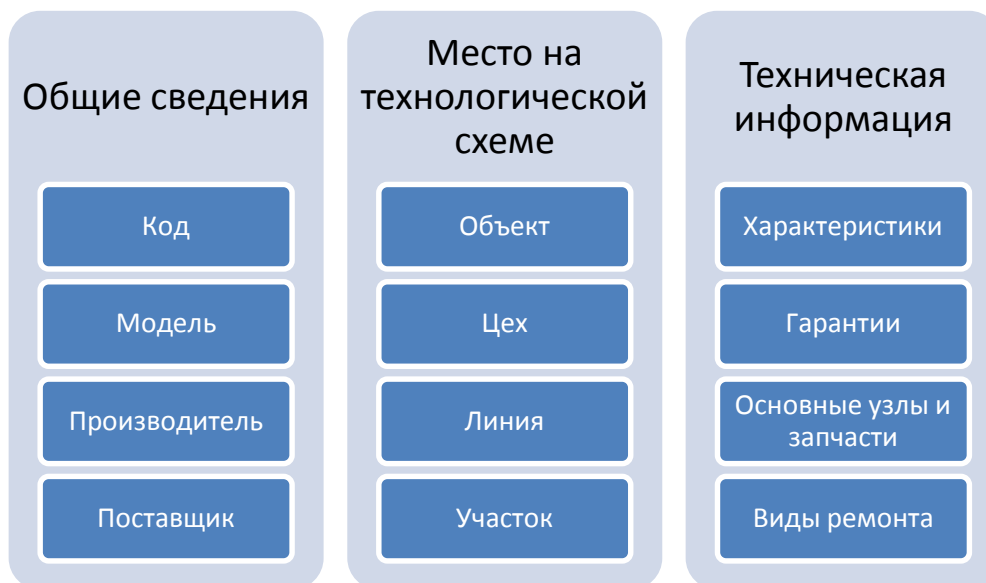 Общие сведения
Код
Модель
Производитель
Поставщик
Место на
технологической
схеме
Объект
Цех
Линия
Участок
Техническая
информация
Характеристики
Гарантии
Основные узлы и
запчасти
Виды ремонта